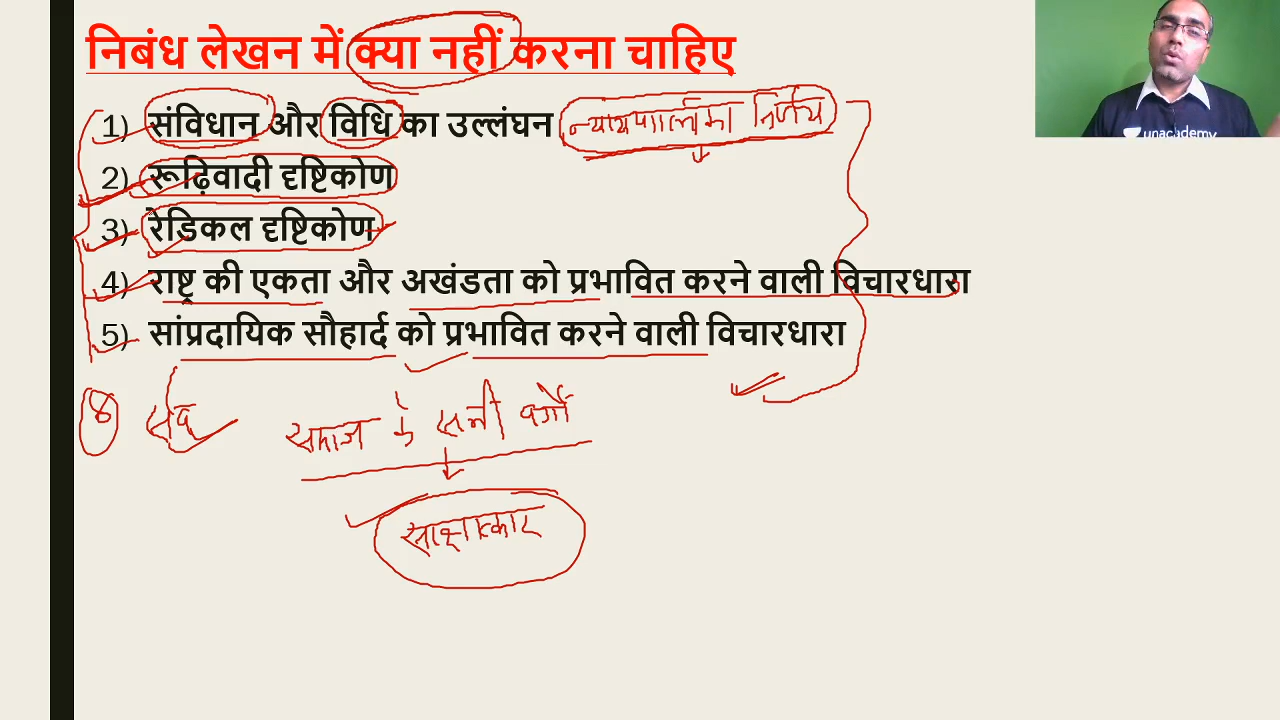 निबंध लेखन में क्या नहीं करना चाहिए
1) संविधान और विधि का उल्लंघन न्यायपालिका निर्णय
2) रूढ़िवादी दृष्टिकोण
3) रेडिकल दृष्टिकोण
4) राष्ट्र की एकता और अखंडता को प्रभावित करने वाली विचारधारा
5) सांप्रदायिक सौहार्द को प्रभावित करने वाली विचारधारा
समाज के सभी वर्गों
साक्षात्कार
unacademy